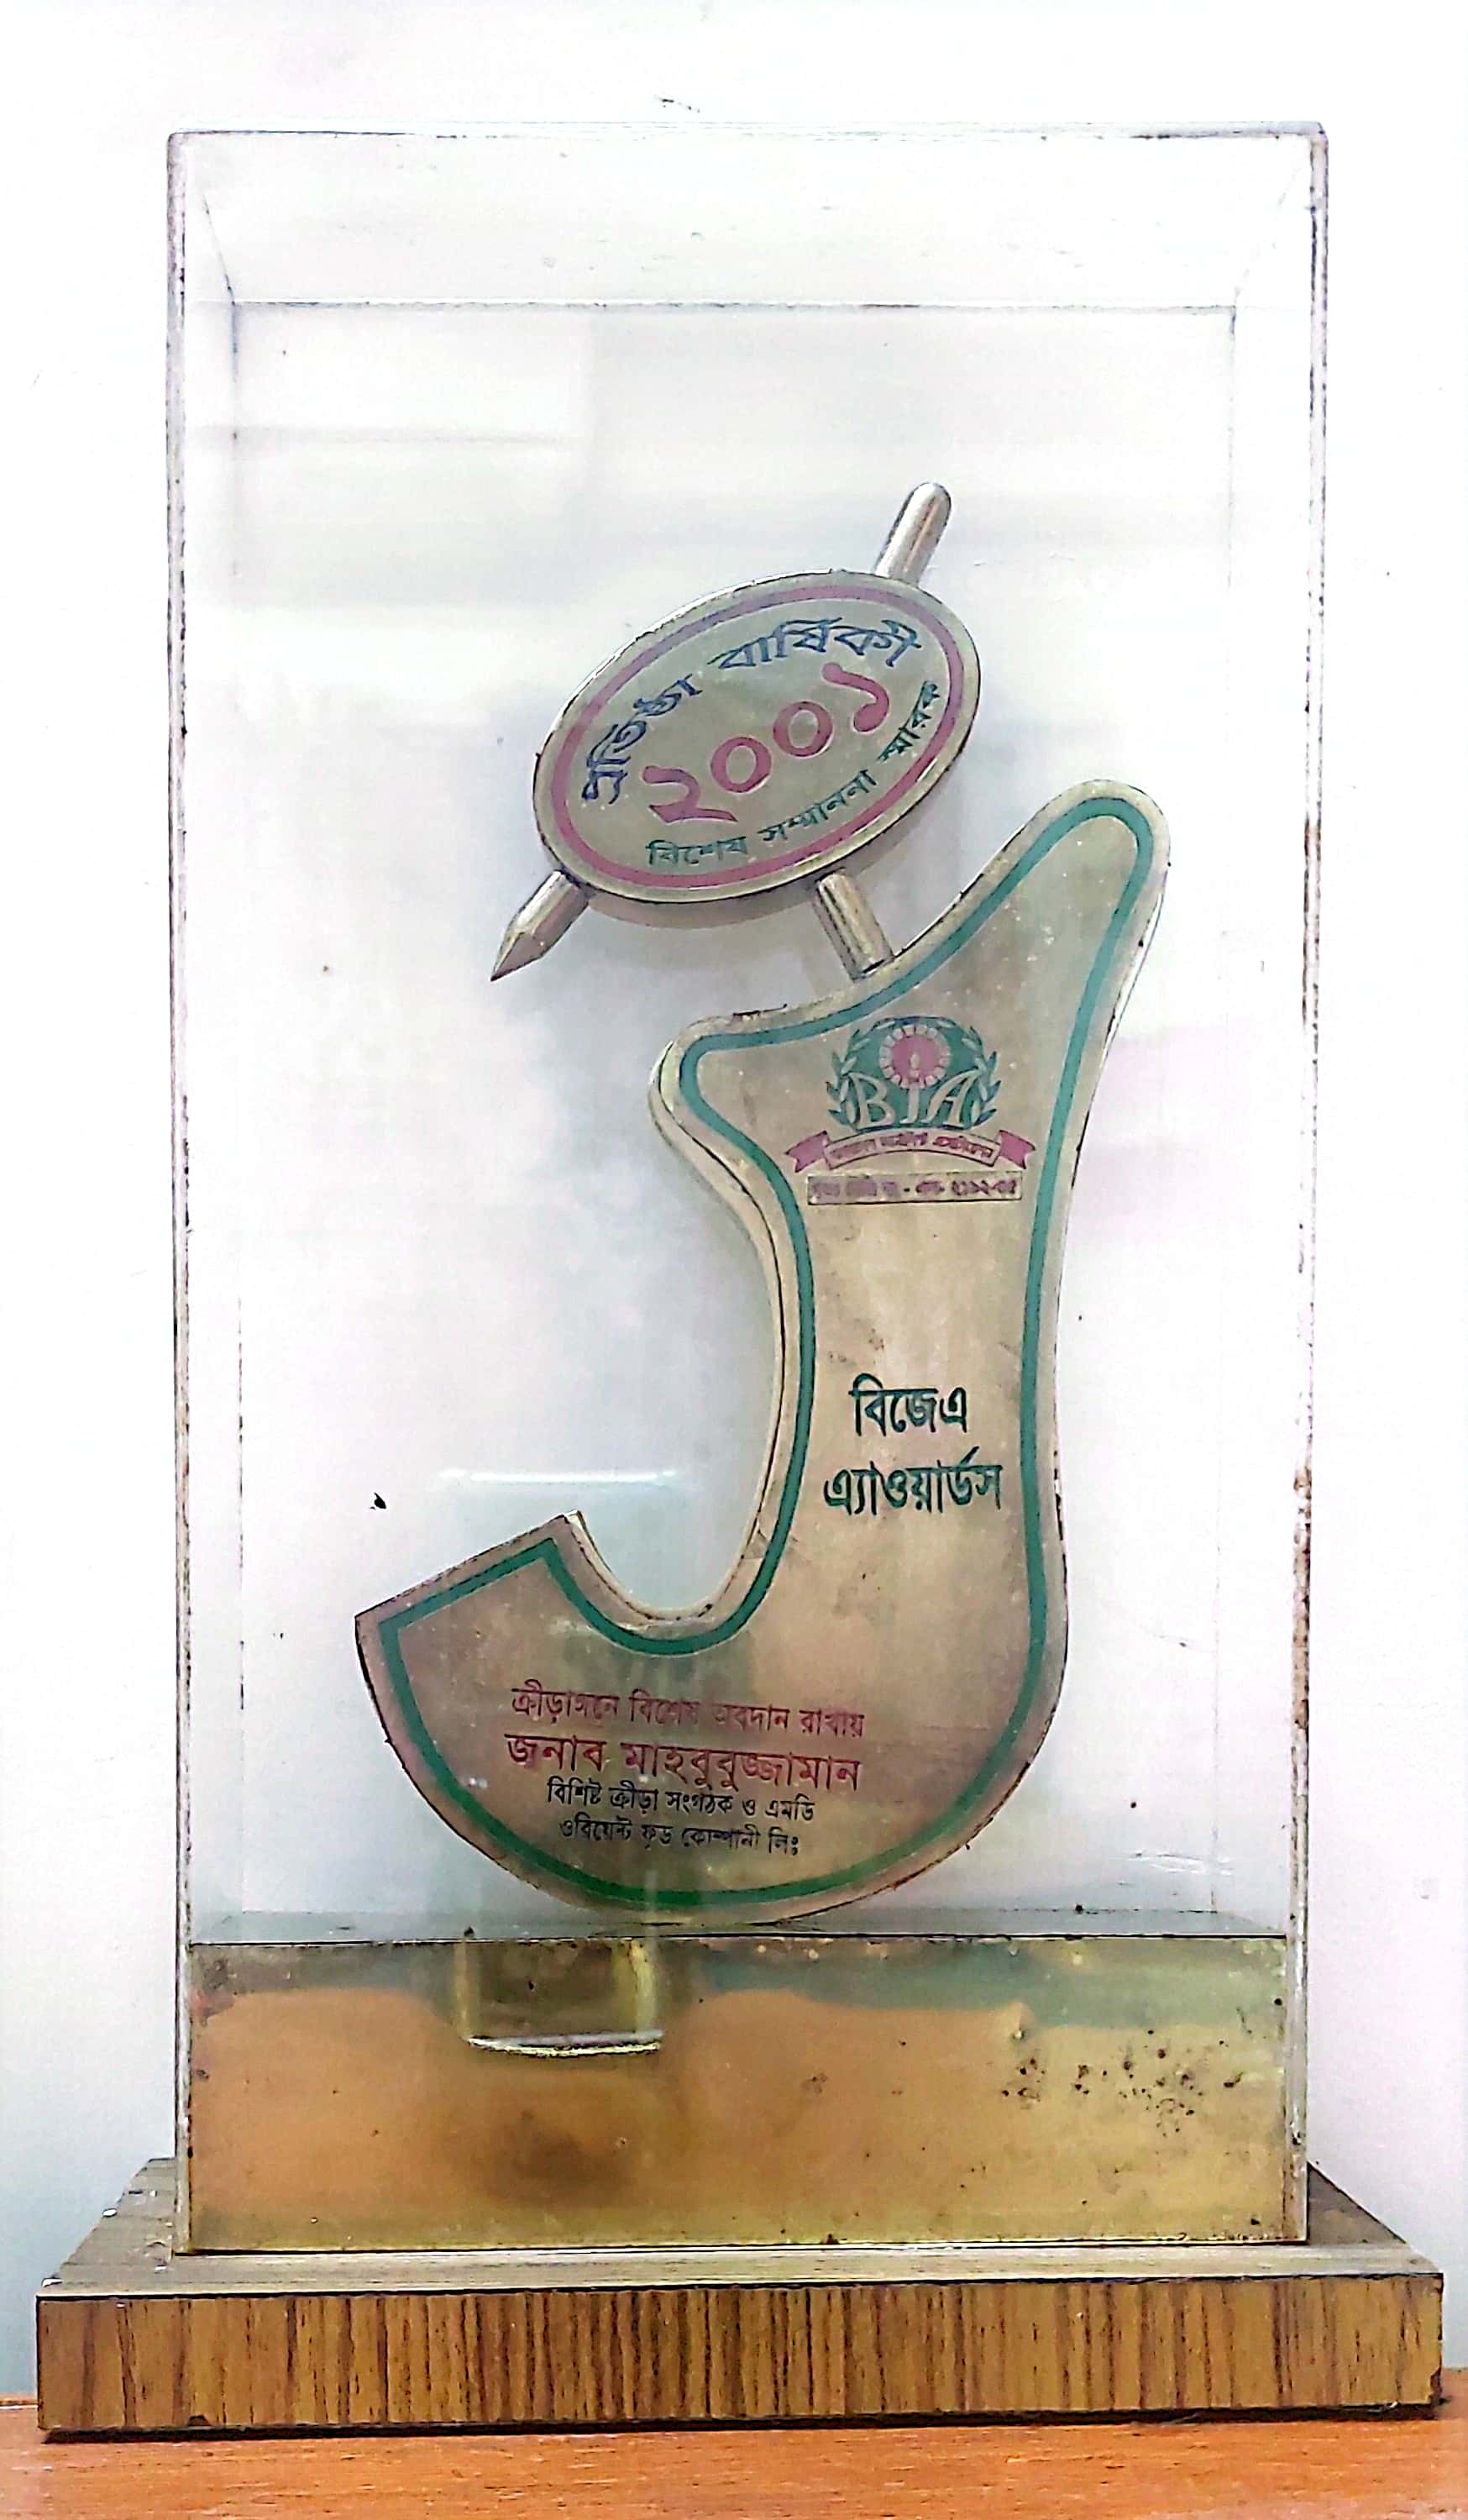 প্রতিষ্ঠা বার্ষিকী
২০০১
বিশেষ সম্মাননা স্মারক
BJA
বিজেএ
এ্যাওয়ার্ডস
ক্রীড়াঙ্গনে বিশেষ অবদান রাখায়
জনাব মাহবুবুজ্জামান
বিশিষ্ট ক্রীড়া সংগঠক ও এমডি
ওরিয়েন্ট ফুড কোম্পানী লিঃ